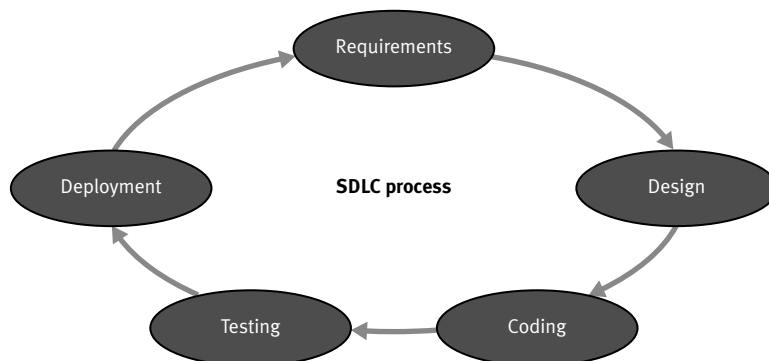 Requirements
Deployment
SDLC process
Design
Testing
Coding